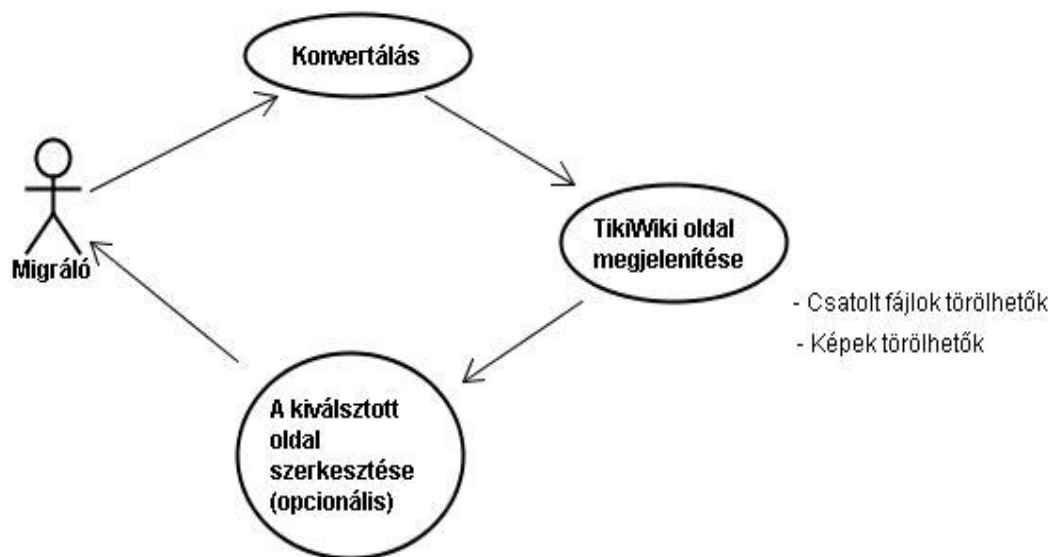 Konvertálás
Migráló
TikiWiki oldal
megjelenítése
- Csatolt fájlok törölhetők
- Képek törölhetők
A kiválsztott
oldal
szerkesztése
(opcionális)